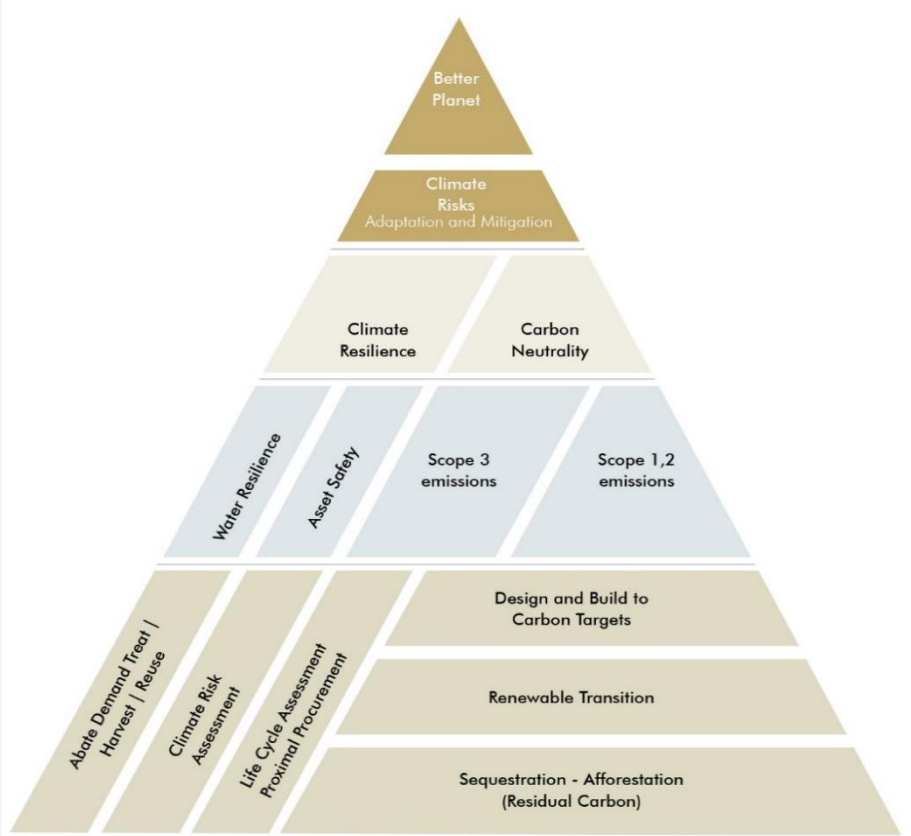 Better
Planet
Climate
Risks
Adaptation and Mitigation
Climate
Resilience
Carbon
Neutrality
Water Resilience
Asset Safety
Scope 3
emissions
Scope 1,2
emissions
Abate Demand Treat |
Harvest | Reuse
Climate Risk
Assessment
Life Cycle Assessment
Proximal Procurement
Design and Build to
Carbon Targets
Renewable Transition
Sequestration - Afforestation
(Residual Carbon)